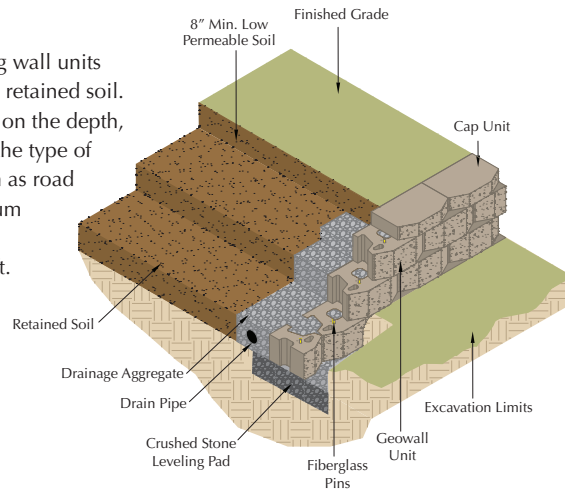 g wall units
retained soil.
on the depth,
he type of
n as road
um
t.
8” Min. Low
Permeable Soil
Finished Grade
Cap Unit
Retained Soil
Drainage Aggregate
Drain Pipe
Crushed Stone
Leveling Pad
Fiberglass
Pins
Geowall
Unit
Excavation Limits